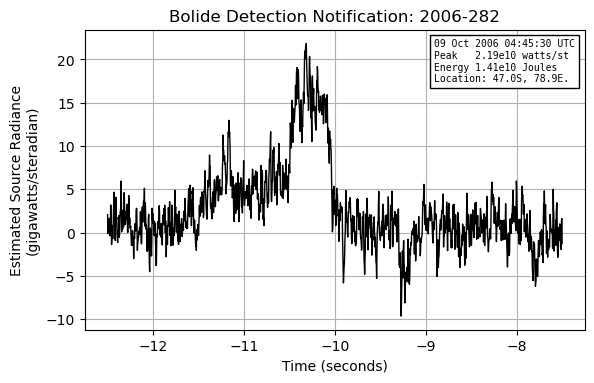 Bolide Detection Notification: 2006-282
09 Oct 2006 04:45:30 UTC
Peak   2.19e10 watts/st
Energy 1.41e10 Joules
Location: 47.0S, 78.9E.
Estimated Source Radiance
(gigawatts/steradian)
20
15
10
5
0
−5
−10
−12
−11
−10
−9
−8
Time (seconds)